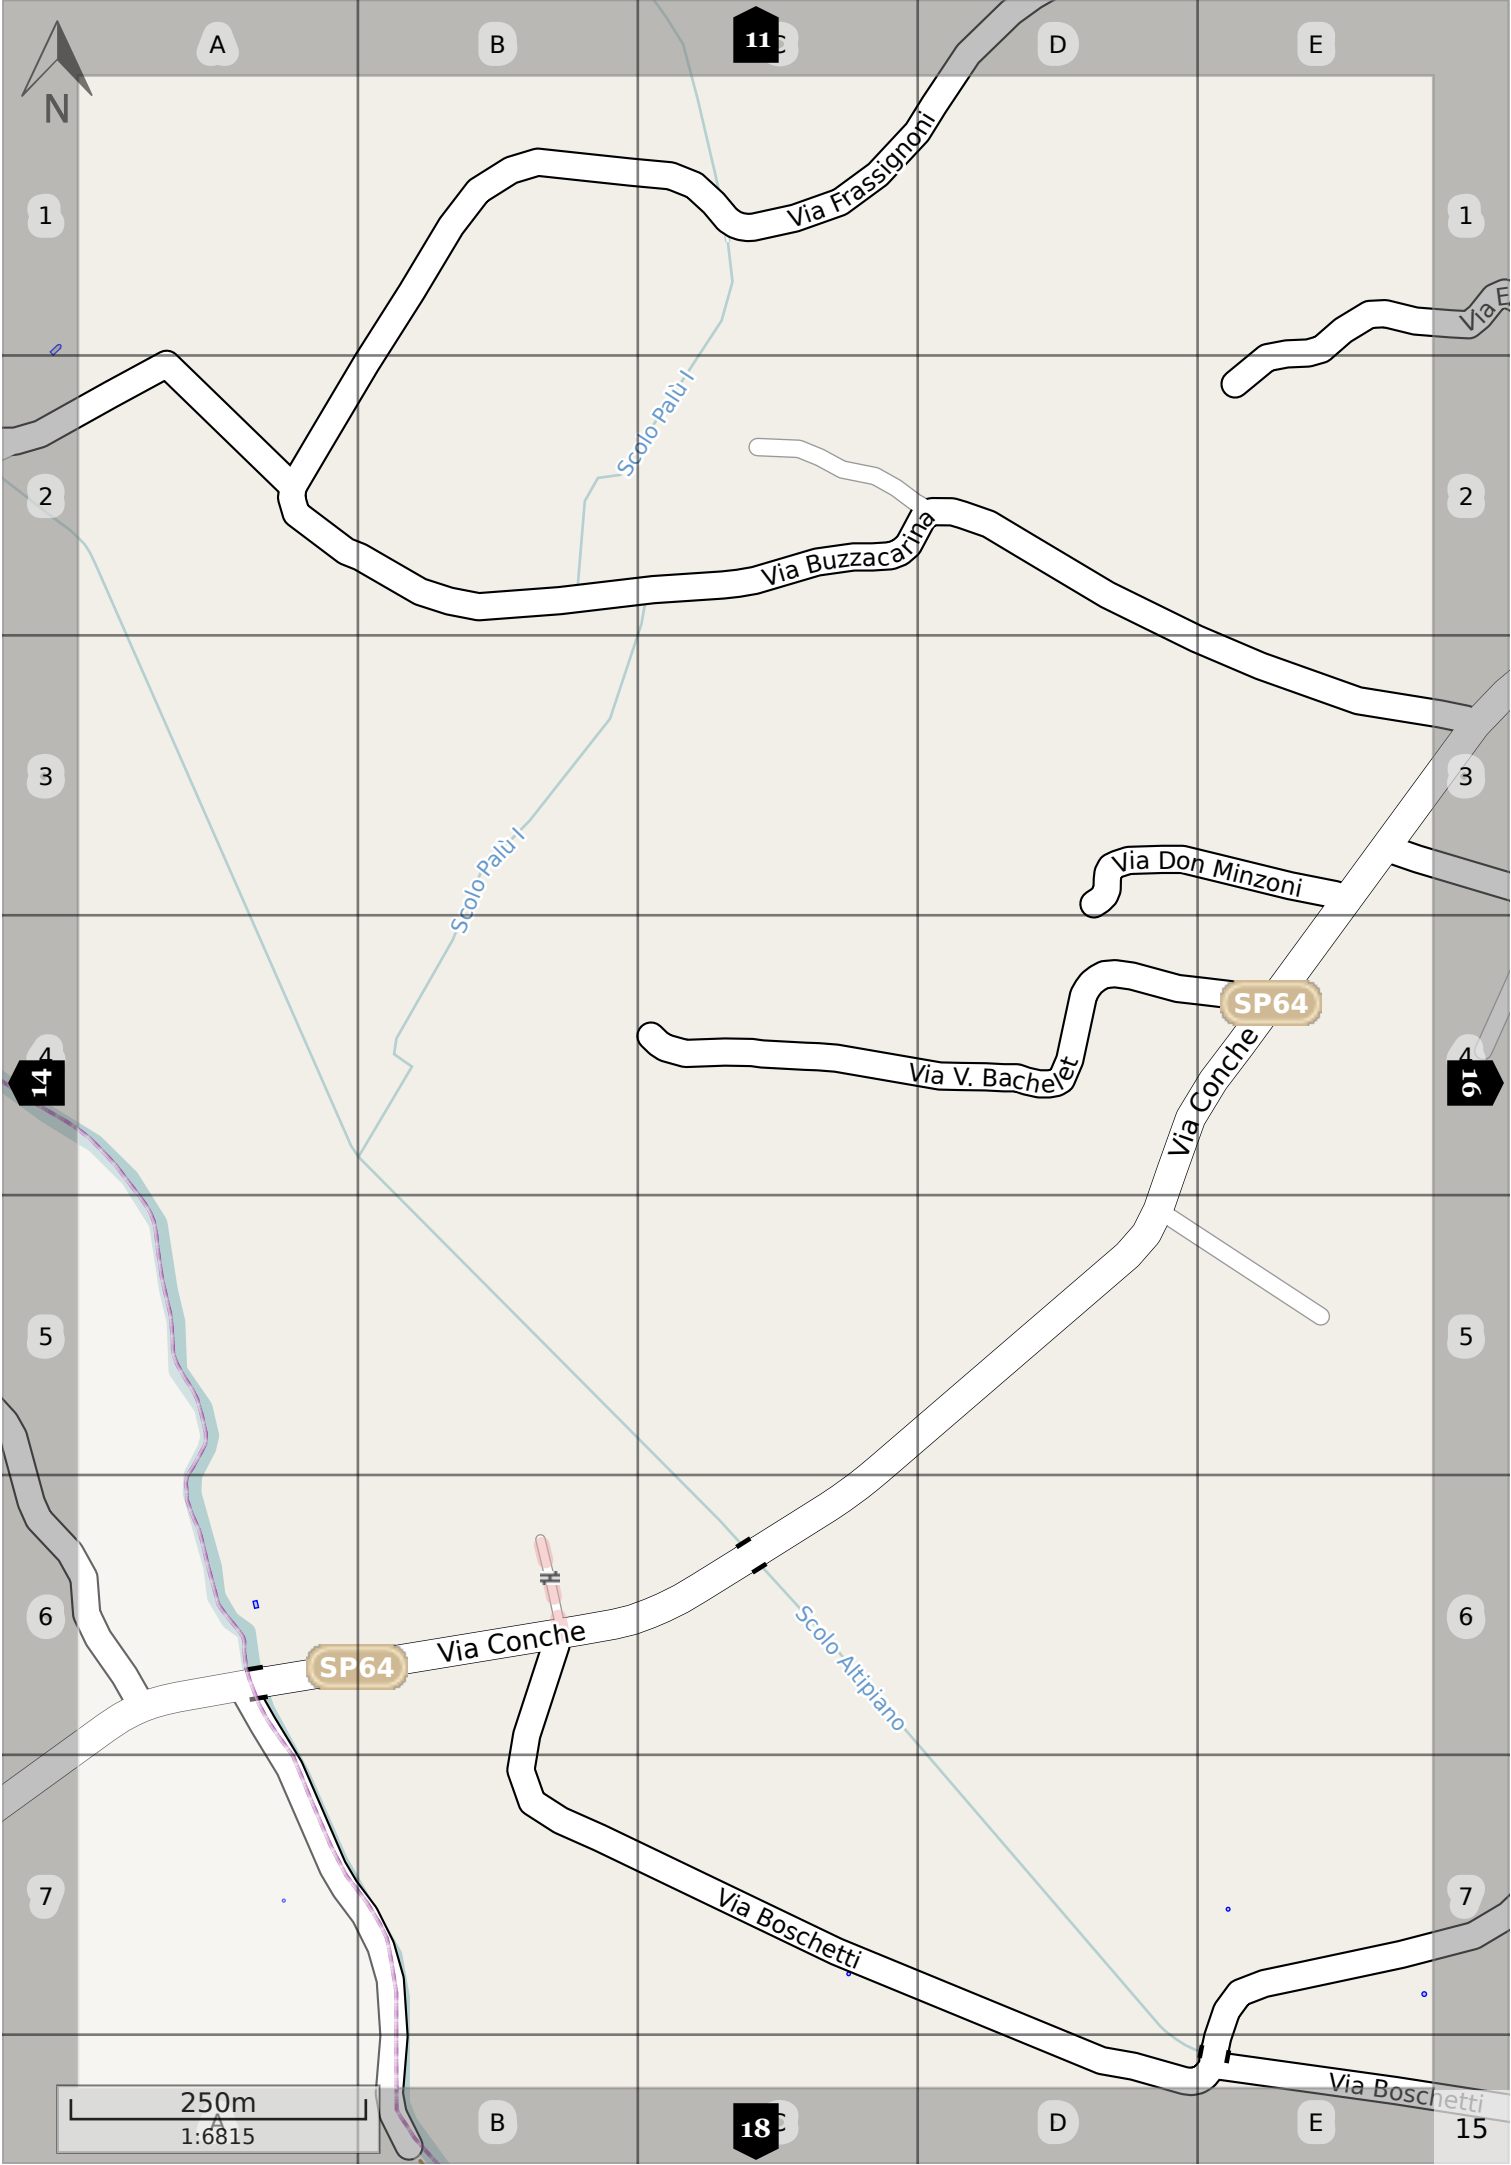 A
B
11
C
D
E
N
Via Frassignoni
1
1
Via E
Scolo Palù I
2
2
Via Buzzacarina
3
3
Scolo Palù I
Via Don Minzoni
SP64
Via V. Bachelet
Via Conche
4
4
14
16
5
5
6
6
Via Conche
SP64
Scolo Altipiano
7
7
Via Boschetti
Via Boschetti
250m
A
1:6815
B
18
C
D
E
15